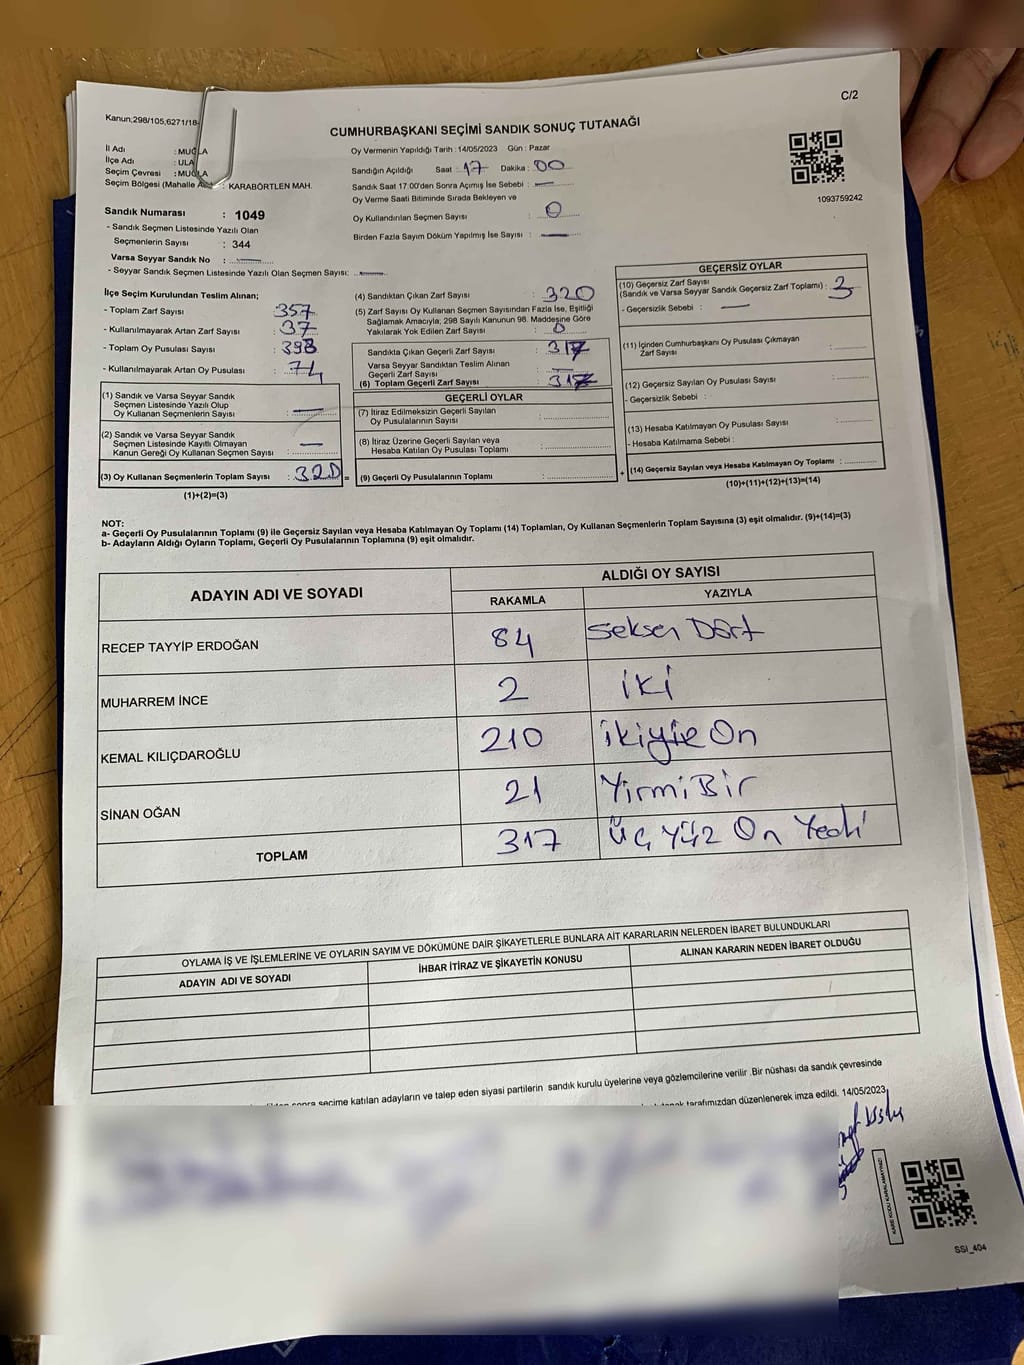 C/2
Kanun;298/105,6271/18-
CUMHURBAŞKANI SEÇİMİ SANDIK SONUÇ TUTANAĞI
İl Adı : MUĞLA
İlçe Adı : ULA
Seçim Çevresi : MUĞLA
Seçim Bölgesi (Mahalle : KARABÖRTLEN MAH.
Sandık Numarası : 1049
- Sandık Seçmen Listesinde Yazılı Olan
Seçmenlerin Sayısı : 344
Varsa Seyyar Sandık No : —
- Seyyar Sandık Seçmen Listesinde Yazılı Olan Seçmen Sayısı: —
Oy Vermenin Yapıldığı Tarih : 14/05/2023 Gün : Pazar
Sandığın Açıldığı Saat : 17 Dakika : 00
Sandık Saat 17.00'den Sonra Açımış İse Sebebi : —
Oy Verme Saati Bitiminde Sırada Bekleyen ve
Oy Kullandırılan Seçmen Sayısı : 0
Birden Fazla Sayım Döküm Yapılmış İse Sayısı : —
1093759242
İlçe Seçim Kurulundan Teslim Alınan;
- Toplam Zarf Sayısı : 357
- Kullanılmayarak Artan Zarf Sayısı : 37
- Toplam Oy Pusulası Sayısı : 398
- Kullanılmayarak Artan Oy Pusulası : 74
(1) Sandık ve Varsa Seyyar Sandık
Seçmen Listesinde Yazılı Olup
Oy Kullanan Seçmenlerin Sayısı : —
(2) Sandık ve Varsa Seyyar Sandık
Seçmen Listesinde Kayıtlı Olmayan
Kanun Gereği Oy Kullanan Seçmen Sayısı : —
(3) Oy Kullanan Seçmenlerin Toplam Sayısı : 320 =
(1)+(2)=(3)
(4) Sandıktan Çıkan Zarf Sayısı : 320
(5) Zarf Sayısı Oy Kullanan Seçmen Sayısından Fazla İse, Eşitliği
Sağlamak Amacıyla, 298 Sayılı Kanunun 98. Maddesine Göre
Yakılarak Yok Edilen Zarf Sayısı : 0
Sandıkta Çıkan Geçerli Zarf Sayısı : 317
Varsa Seyyar Sandıktan Teslim Alınan
Geçerli Zarf Sayısı : —
(6) Toplam Geçerli Zarf Sayısı : 317
GEÇERLİ OYLAR
(7) İtiraz Edilmeksizin Geçerli Sayılan
Oy Pusulalarının Sayısı :
(8) İtiraz Üzerine Geçerli Sayılan veya
Hesaba Katılan Oy Pusulası Toplamı :
(9) Geçerli Oy Pusulalarının Toplamı : +
GEÇERSİZ OYLAR
(10) Geçersiz Zarf Sayısı
(Sandık ve Varsa Seyyar Sandık Geçersiz Zarf Toplamı) : 3
- Geçersizlik Sebebi : —
(11) İçinden Cumhurbaşkanı Oy Pusulası Çıkmayan
Zarf Sayısı :
(12) Geçersiz Sayılan Oy Pusulası Sayısı :
- Geçersizlik Sebebi :
(13) Hesaba Katılmayan Oy Pusulası Sayısı :
- Hesaba Katılmama Sebebi :
(14) Geçersiz Sayılan veya Hesaba Katılmayan Oy Toplamı :
(10)+(11)+(12)+(13)=(14)
NOT:
a- Geçerli Oy Pusulalarının Toplamı (9) ile Geçersiz Sayılan veya Hesaba Katılmayan Oy Toplamı (14) Toplamları, Oy Kullanan Seçmenlerin Toplam Sayısına (3) eşit olmalıdır. (9)+(14)=(3)
b- Adayların Aldığı Oyların Toplamı, Geçerli Oy Pusulalarının Toplamına (9) eşit olmalıdır.
ADAYIN ADI VE SOYADI ALDIĞI OY SAYISI
RAKAMLA YAZIYLA
RECEP TAYYİP ERDOĞAN 84 Seksen Dört
MUHARREM İNCE 2 iki
KEMAL KILIÇDAROĞLU 210 On
SİNAN OĞAN 21 Yirmi Bir
TOPLAM 317 Üç Yüz On Yedi
OYLAMA İŞ VE İŞLEMLERİNE VE OYLARIN SAYIM VE DÖKÜMÜNE DAİR ŞİKAYETLERLE BUNLARA AİT KARARLARIN NELERDEN İBARET BULUNDUKLARI
ADAYIN ADI VE SOYADI İHBAR İTİRAZ VE ŞİKAYETİN KONUSU ALINAN KARARIN NEDEN İBARET OLDUĞU
sonra seçime katılan adayların ve talep eden siyasi partilerin sandık kurulu üyelerine veya gözlemcilerine verilir .Bir nüshası da sandık çevresinde
tarafımızdan düzenlenerek imza edildi. 14/05/2023
SSİ_404